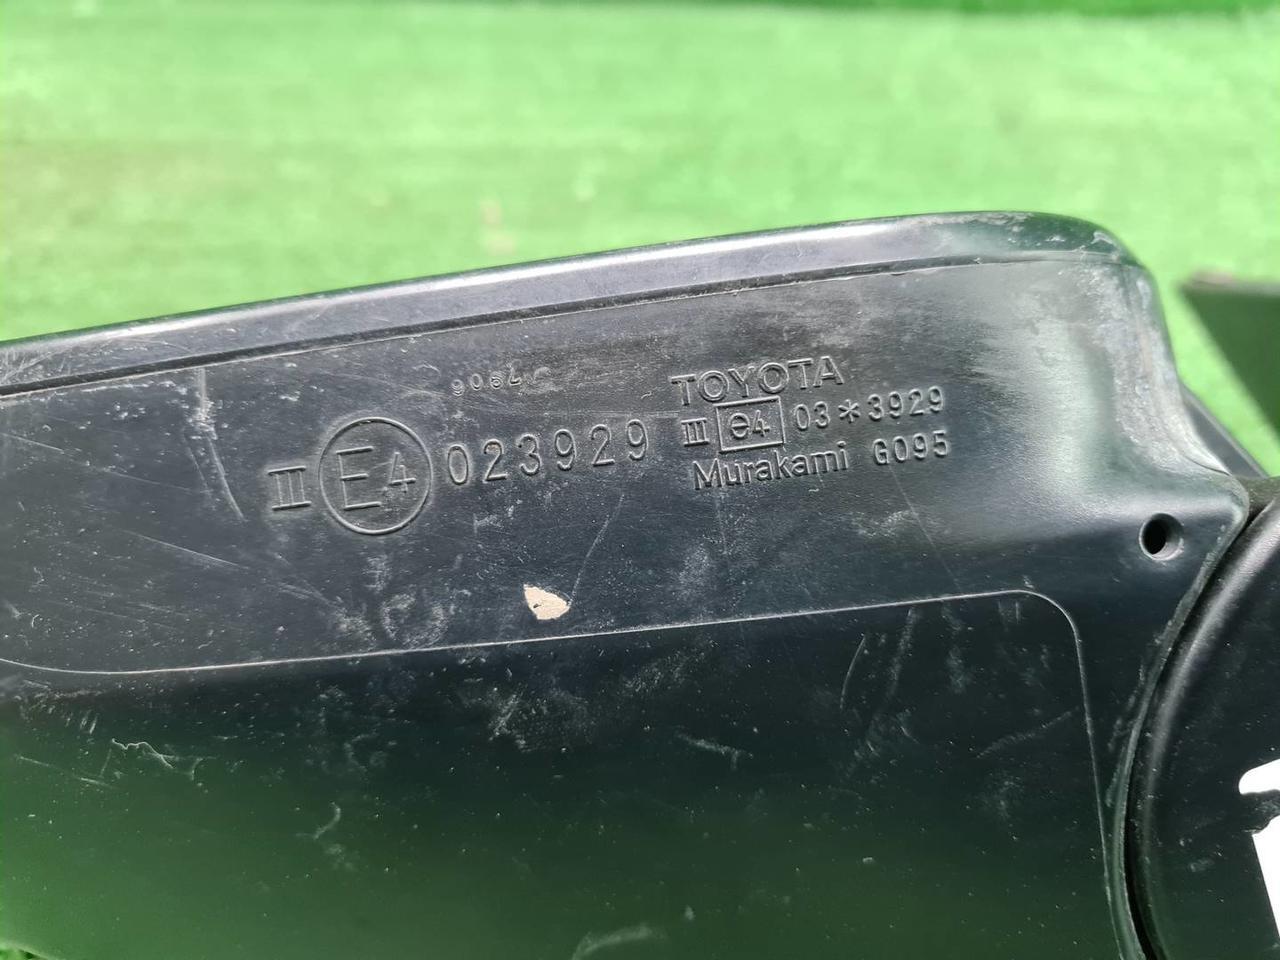 TOYOTA
III e4 03*3929
Murakami G095
III E4 023929